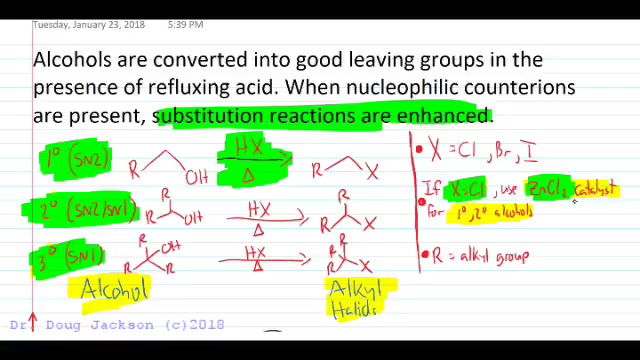 Tuesday, January 23, 2018 5:39 PM
Alcohols are converted into good leaving groups in the
presence of refluxing acid. When nucleophilic counterions
are present, substitution reactions are enhanced.
1° (SN2) R OH HX Δ R X
2° (SN2/SN1) R R OH HX Δ R R X
3° (SN1) R OH R R HX Δ R R R X
Alcohol
Alkyl
Halids
• X = Cl, Br, I
If X=Cl, use ZnCl2 catalyst
• for 1°, 2° alcohols
• R = alkyl group
Dr. Doug Jackson (c)2018